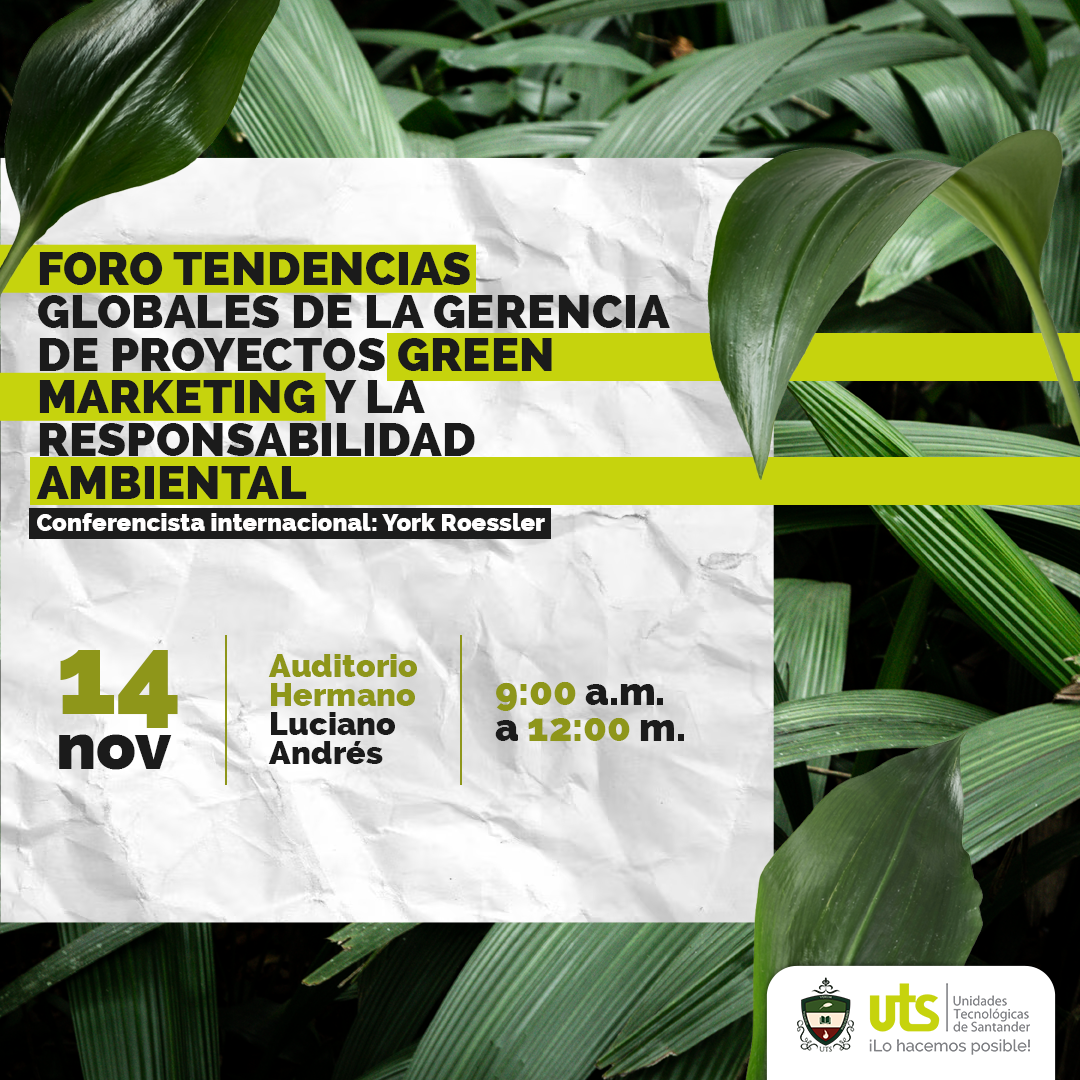 FORO TENDENCIAS
GLOBALES DE LA GERENCIA
DE PROYECTOS GREEN
MARKETING Y LA
RESPONSABILIDAD
AMBIENTAL
Conferencista internacional: York Roessler
14
nov
Auditorio
Hermano
Luciano
Andrés
9:00 a.m.
a 12:00 m.
UTS
uts
Unidades
Tecnológicas
de Santander
¡Lo hacemos posible!